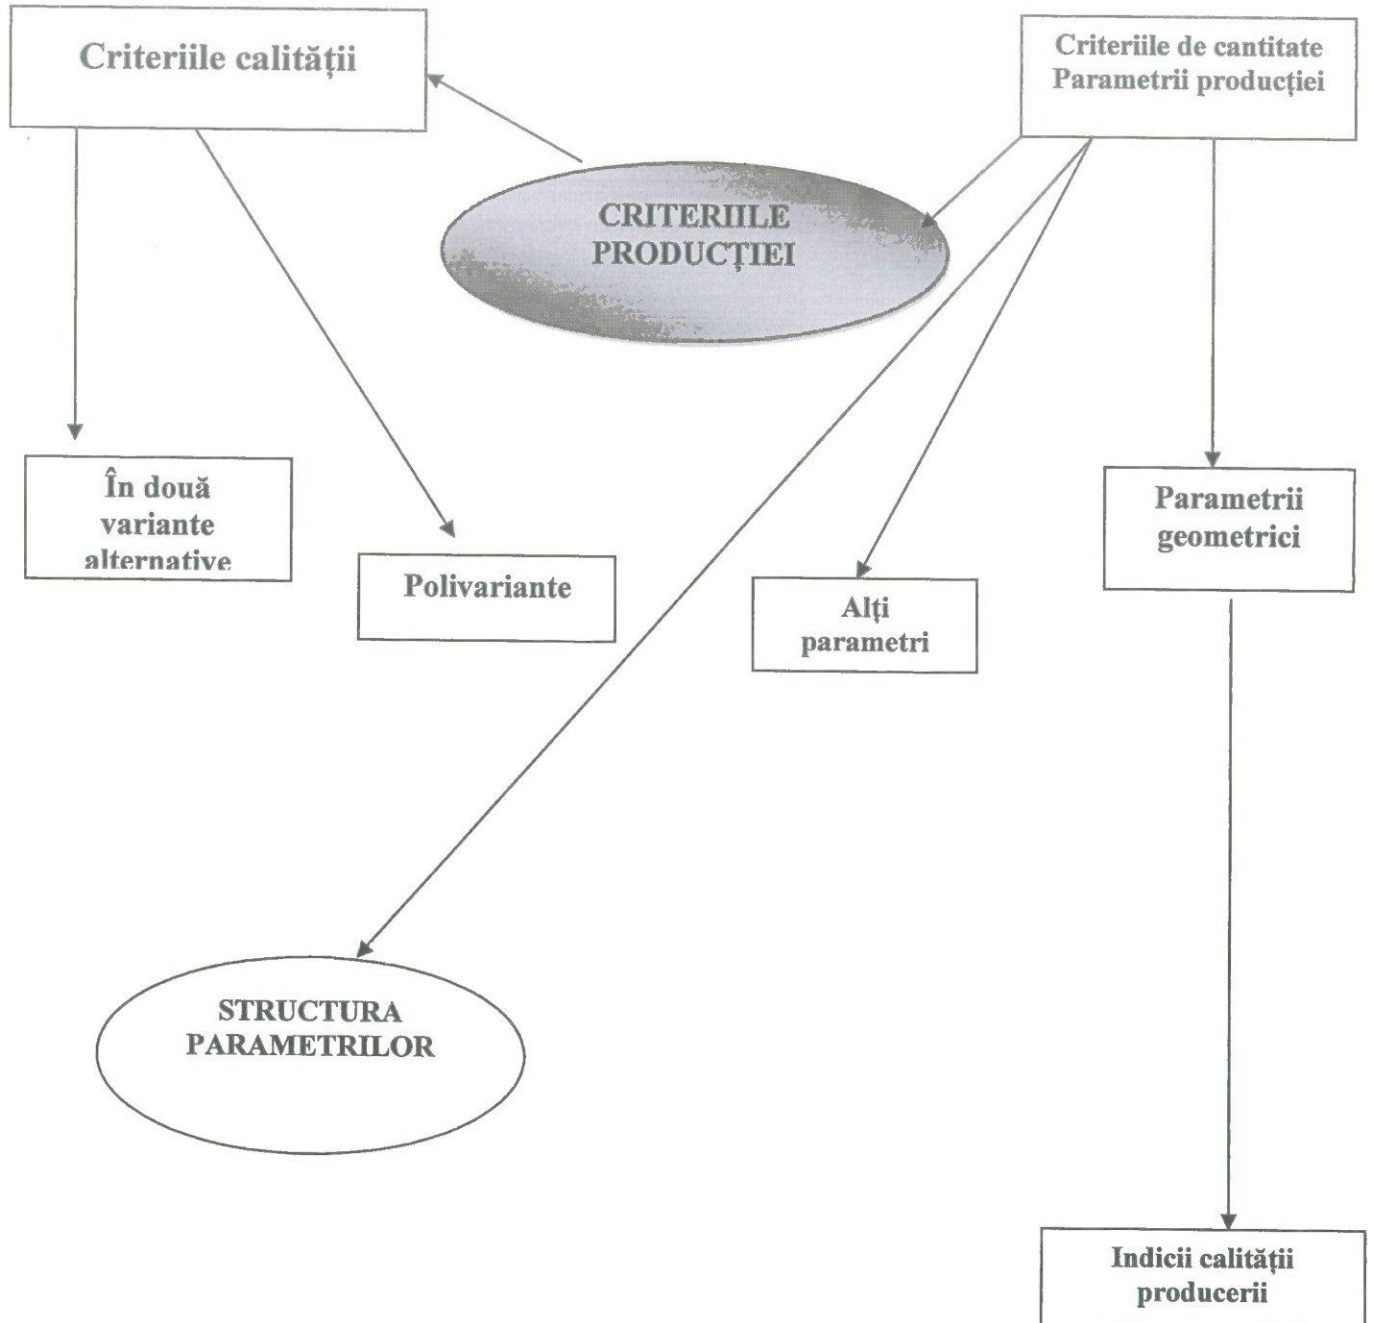 Criteriile calității
Criteriile de cantitate
Parametrii producției
CRITERIILE
PRODUCȚIEI
În două
variante
alternative
Polivariante
Alți
parametri
Parametrii
geometrici
STRUCTURA
PARAMETRILOR
Indicii calității
producerii